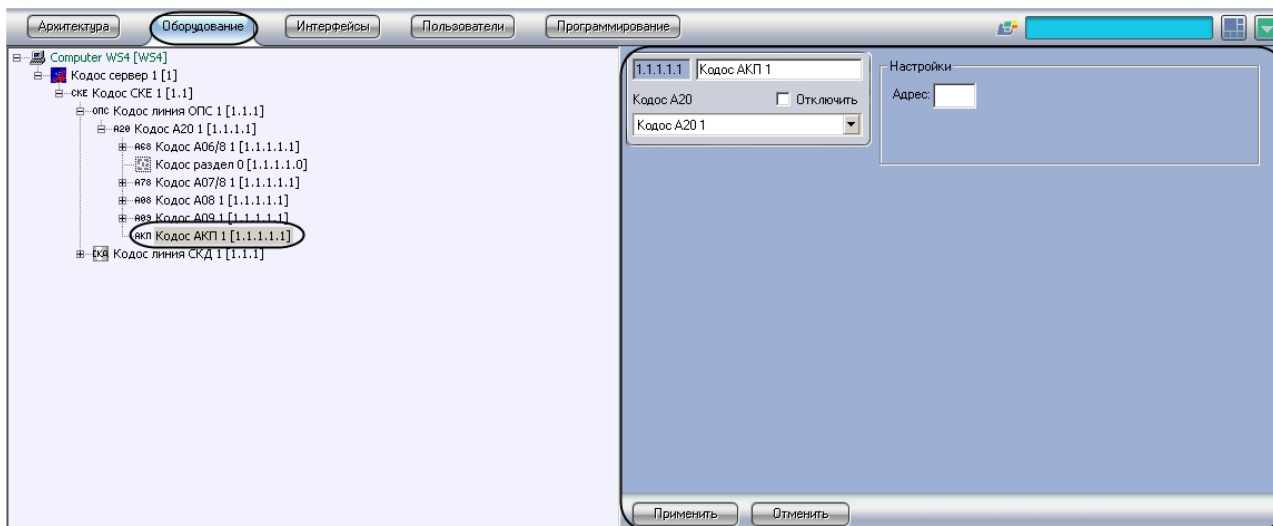 Архитектура Оборудование Интерфейсы Пользователи Программирование
Computer WS4 [WS4]
Кодос сервер 1 [1]
СКЕ Кодос СКЕ 1 [1.1]
ОПС Кодос линия ОПС 1 [1.1.1]
А20 Кодос А20 1 [1.1.1.1]
Кодос А06/8 1 [1.1.1.1.1]
Кодос раздел 0 [1.1.1.1.0]
А78 Кодос А07/8 1 [1.1.1.1.1]
А08 Кодос А08 1 [1.1.1.1.1]
А09 Кодос А09 1 [1.1.1.1.1]
АКП Кодос АКП 1 [1.1.1.1.1]
СКД Кодос линия СКД 1 [1.1.1]
1.1.1.1.1 Кодос АКП 1
Кодос А20 Отключить
Кодос А20 1
Настройки
Адрес:
Применить Отменить